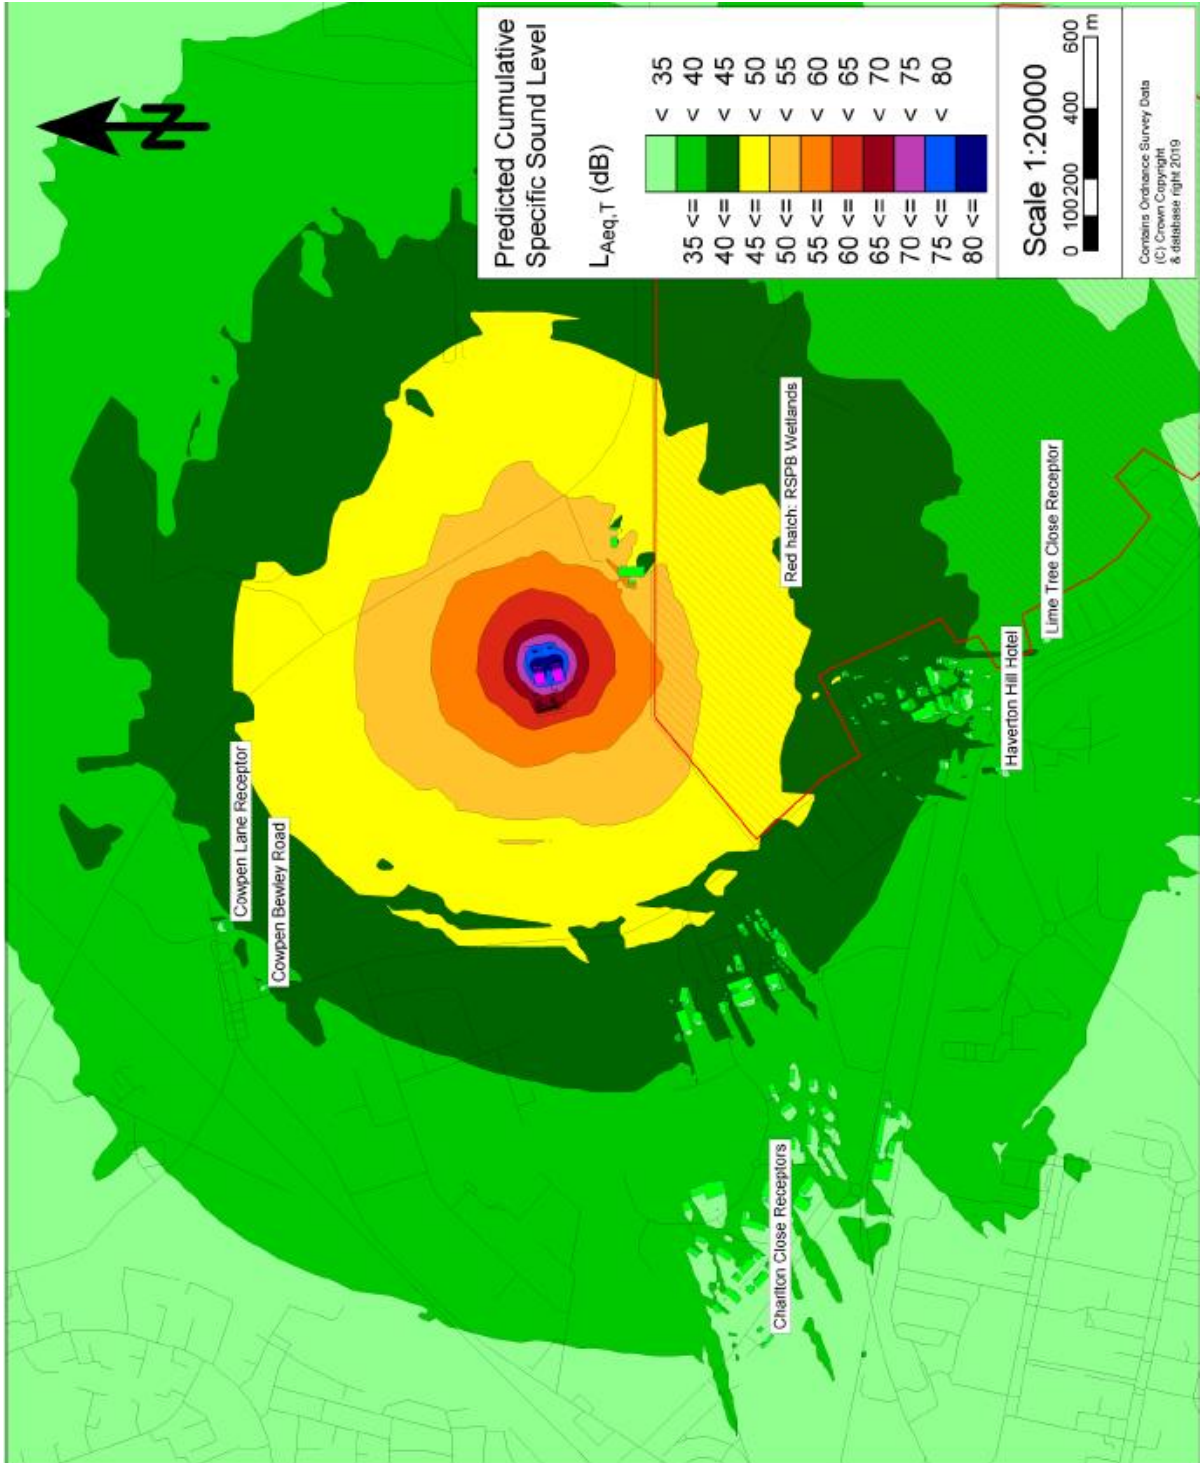 Predicted Cumulative
Specific Sound Level
LAeq,T (dB)
< 35
35 <= < 40
40 <= < 45
45 <= < 50
50 <= < 55
55 <= < 60
60 <= < 65
65 <= < 70
70 <= < 75
75 <= < 80
80 <=
Scale 1:20000
0 100 200 400 600
m
Contains Ordnance Survey Data
(C) Crown Copyright
& database right 2019
N
Cowpen Lane Receptor
Cowpen Bewley Road
Red hatch: RSPB Wetlands
Lime Tree Close Receptor
Haverton Hill Hotel
Charlton Close Receptors